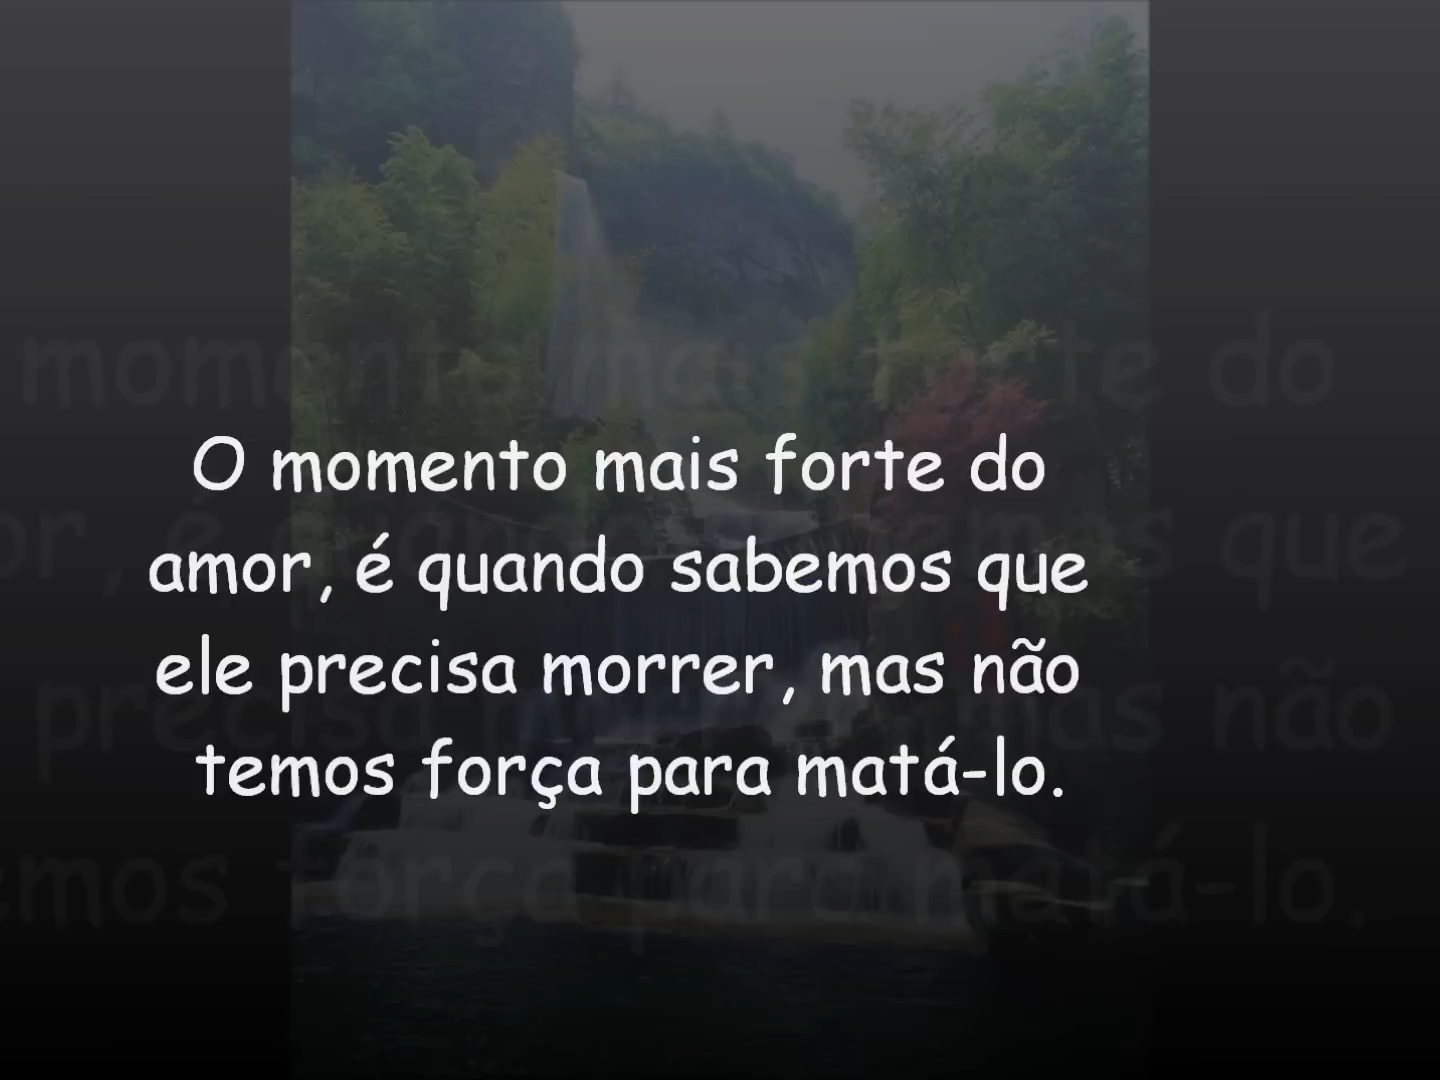 O momento mais forte do
amor, é quando sabemos que
ele precisa morrer, mas não
temos força para matá-lo.